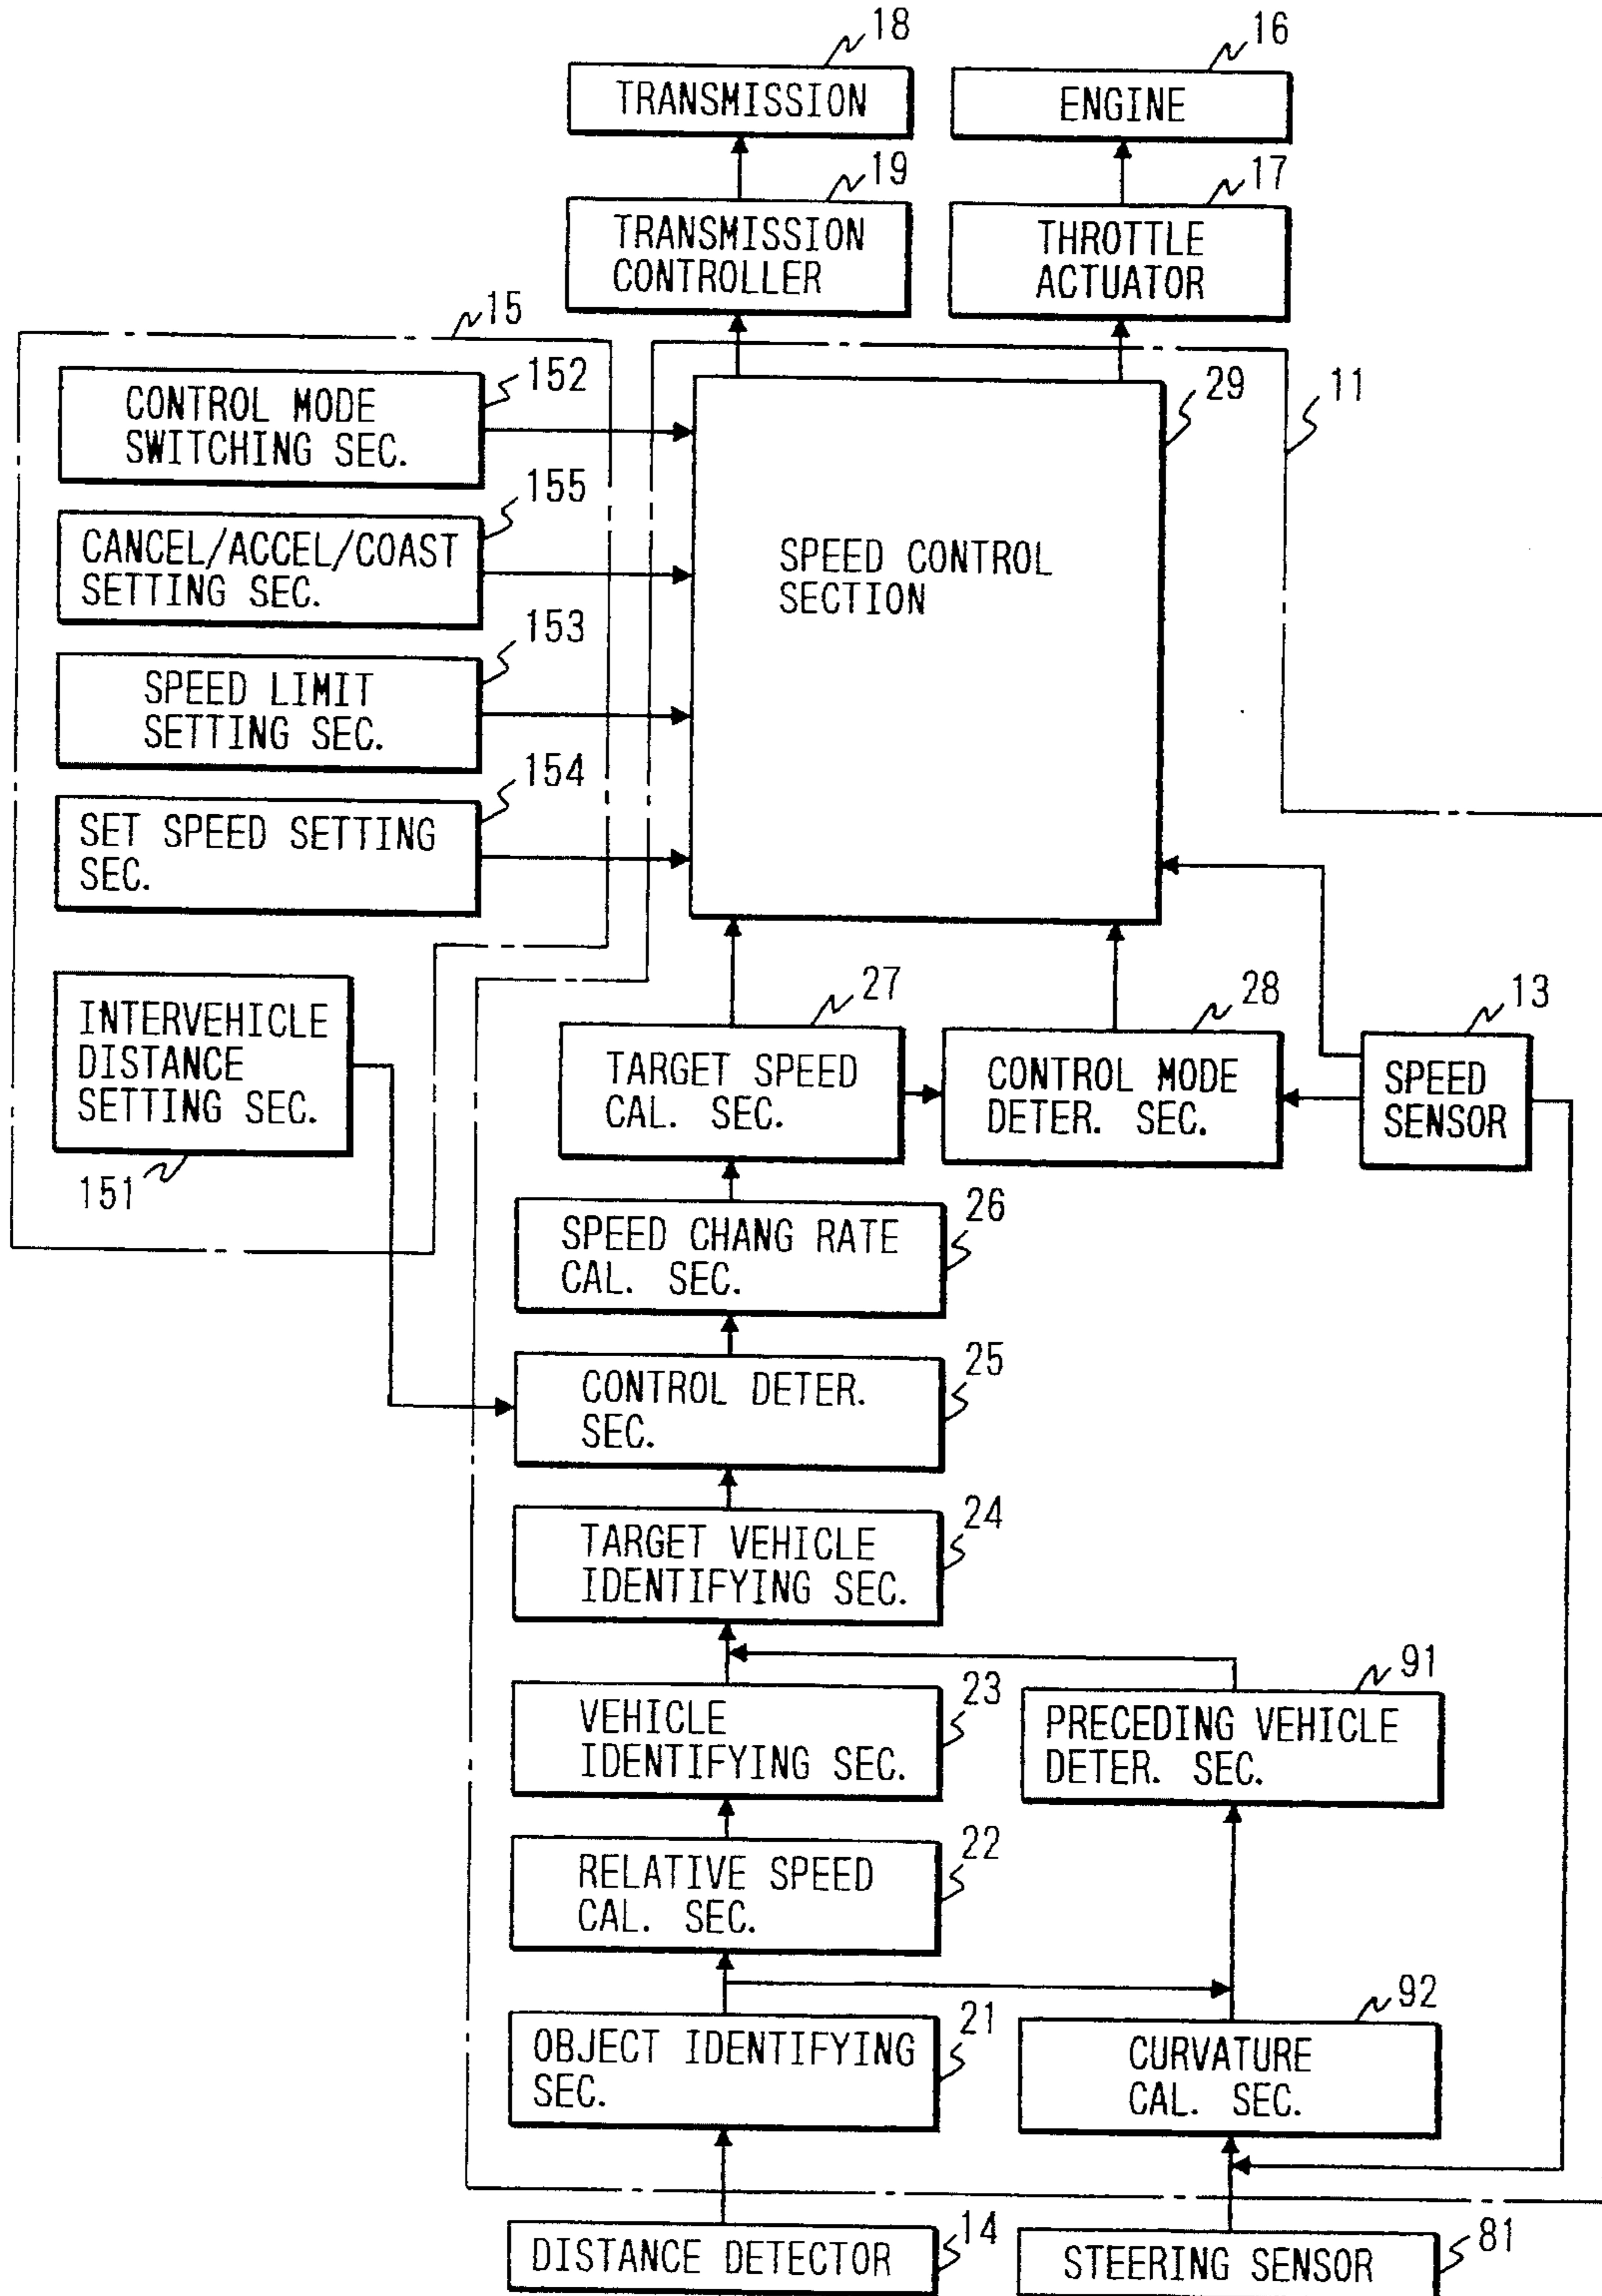 18
TRANSMISSION
16
ENGINE
19
TRANSMISSION
CONTROLLER
17
THROTTLE
ACTUATOR
15
152
CONTROL MODE
SWITCHING SEC.
155
CANCEL/ACCEL/COAST
SETTING SEC.
153
SPEED LIMIT
SETTING SEC.
154
SET SPEED SETTING
SEC.
INTERVEHICLE
DISTANCE
SETTING SEC.
151
29
SPEED CONTROL
SECTION
11
27
TARGET SPEED
CAL. SEC.
28
CONTROL MODE
DETER. SEC.
13
SPEED
SENSOR
26
SPEED CHANG RATE
CAL. SEC.
25
CONTROL DETER.
SEC.
24
TARGET VEHICLE
IDENTIFYING SEC.
23
VEHICLE
IDENTIFYING SEC.
91
PRECEDING VEHICLE
DETER. SEC.
22
RELATIVE SPEED
CAL. SEC.
21
OBJECT IDENTIFYING
SEC.
92
CURVATURE
CAL. SEC.
14
DISTANCE DETECTOR
81
STEERING SENSOR